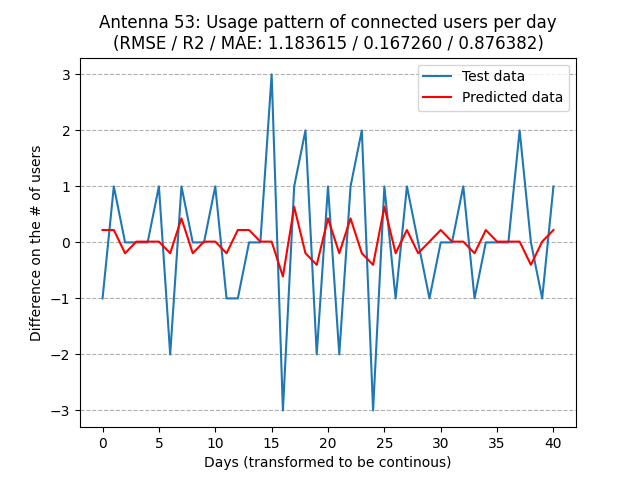 Antenna 53: Usage pattern of connected users per day
(RMSE / R2 / MAE: 1.183615 / 0.167260 / 0.876382)
Test data
Predicted data
Difference on the # of users
3
2
1
0
−1
−2
−3
0 5 10 15 20 25 30 35 40
Days (transformed to be continous)